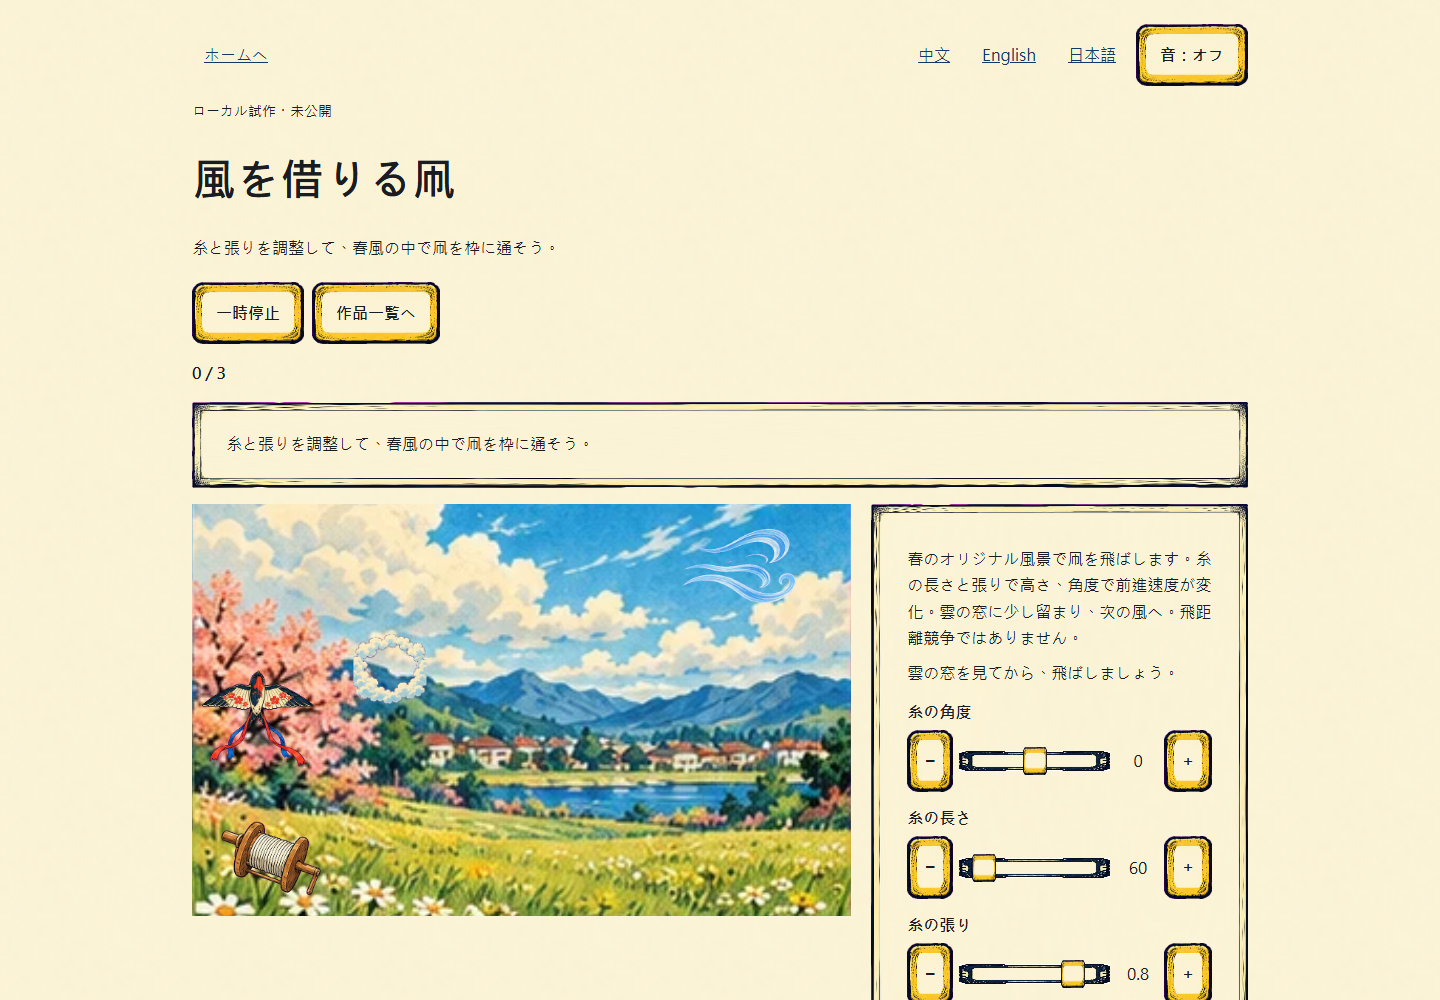 ホームへ
中文 English 日本語 音：オフ
ローカル試作・未公開
風を借りる凧
糸と張りを調整して、春風の中で凧を枠に通そう。
一時停止 作品一覧へ
0 / 3
糸と張りを調整して、春風の中で凧を枠に通そう。
春のオリジナル風景で凧を飛ばします。糸
の長さと張りで高さ、角度で前進速度が変
化。雲の窓に少し留まり、次の風へ。飛距
離競争ではありません。
雲の窓を見てから、飛ばしましょう。
糸の角度
− 0 +
糸の長さ
− 60 +
糸の張り
− 0.8 +